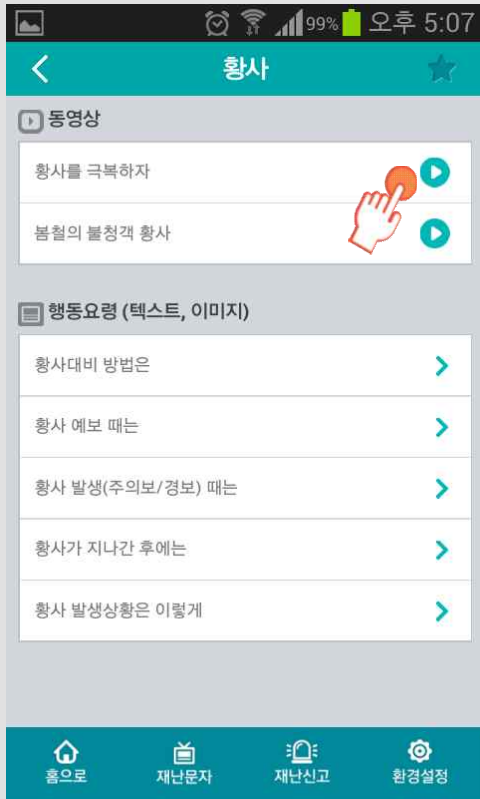 99% 오후 5:07
황사
동영상
황사를 극복하자
봄철의 불청객 황사
행동요령 (텍스트, 이미지)
황사대비 방법은
황사 예보 때는
황사 발생(주의보/경보) 때는
황사가 지나간 후에는
황사 발생상황은 이렇게
홈으로 재난문자 재난신고 환경설정